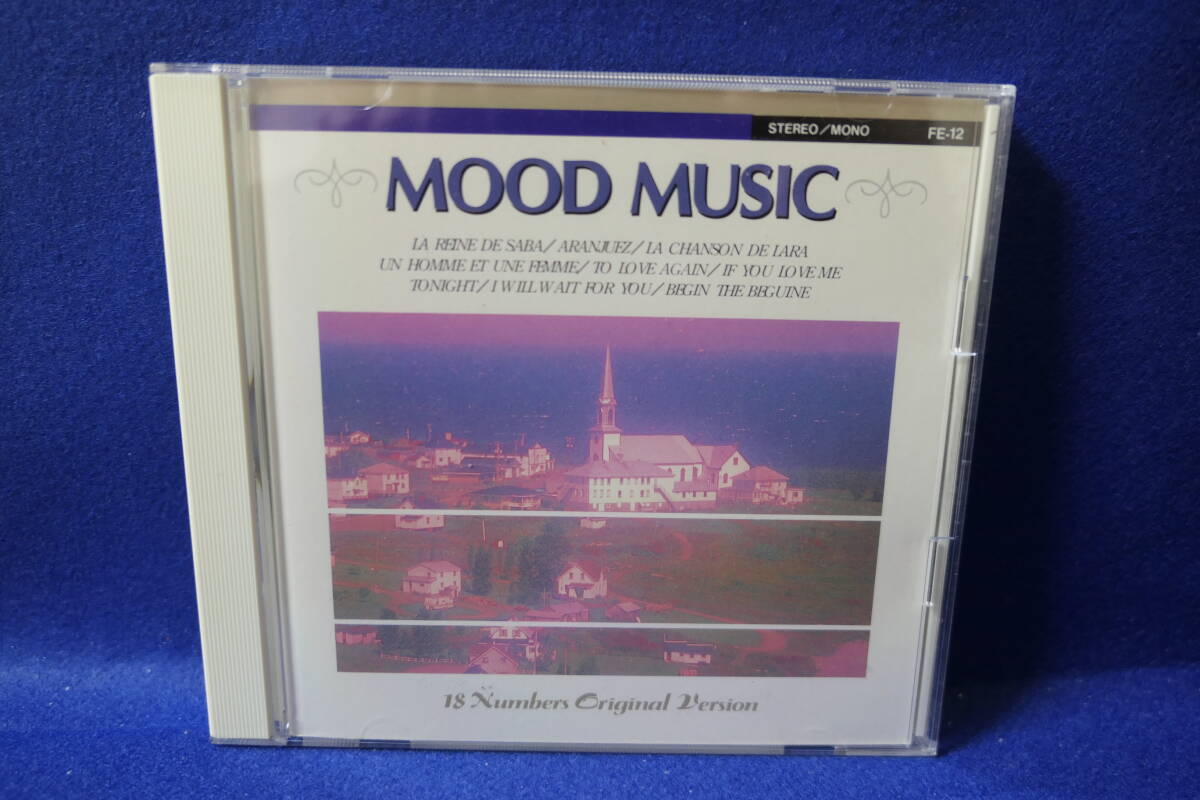 STEREO/MONO FE-12
MOOD MUSIC
LA REINE DE SABA/ARANJUEZ/LA CHANSON DE LARA
UN HOMME ET UNE FEMME/TO LOVE AGAIN/IF YOU LOVE ME
TONIGHT/I WILL WAIT FOR YOU/BEGIN THE BEGUINE
18 Numbers Original Version